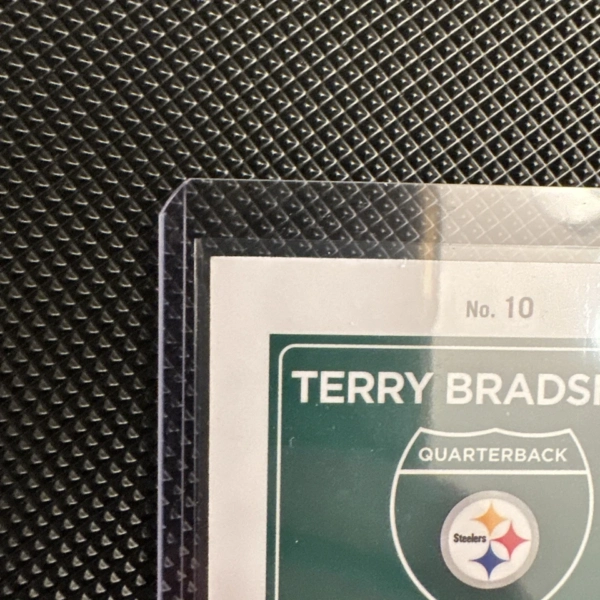 No. 10
TERRY BRADS
QUARTERBACK
Steelers